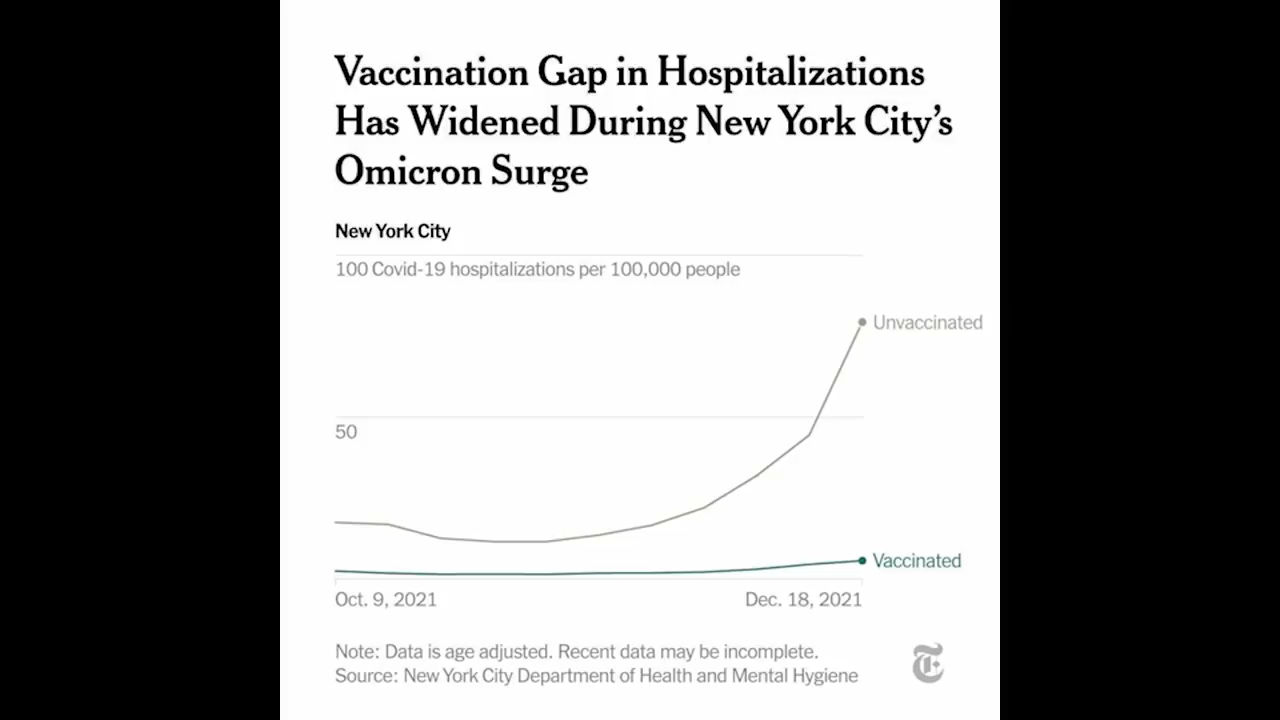 Vaccination Gap in Hospitalizations
Has Widened During New York City’s
Omicron Surge
New York City
100 Covid-19 hospitalizations per 100,000 people
Unvaccinated
50
Vaccinated
Oct. 9, 2021
Dec. 18, 2021
Note: Data is age adjusted. Recent data may be incomplete.
Source: New York City Department of Health and Mental Hygiene
T